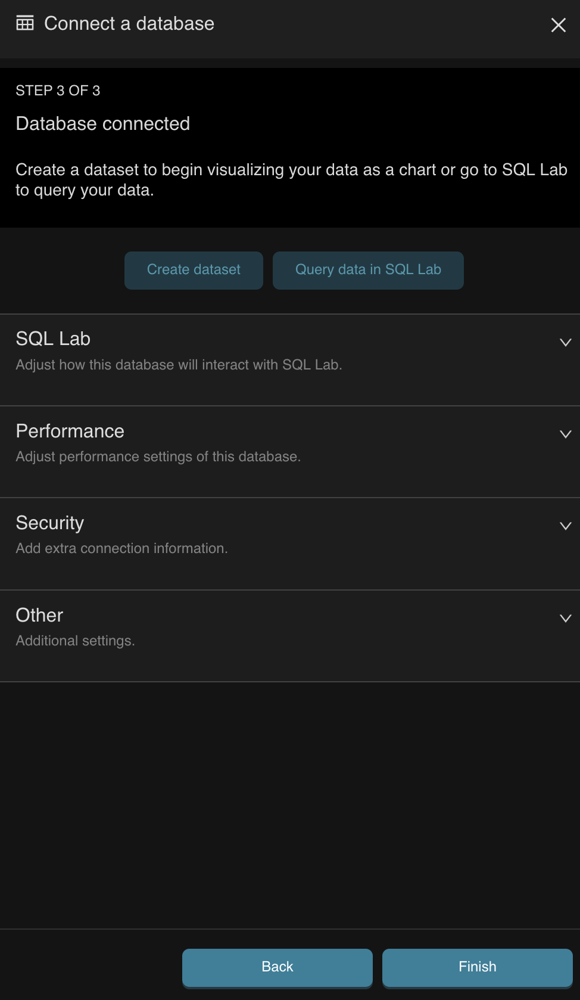 Connect a database
STEP 3 OF 3
Database connected
Create a dataset to begin visualizing your data as a chart or go to SQL Lab
to query your data.
Create dataset
Query data in SQL Lab
SQL Lab
Adjust how this database will interact with SQL Lab.
Performance
Adjust performance settings of this database.
Security
Add extra connection information.
Other
Additional settings.
Back
Finish